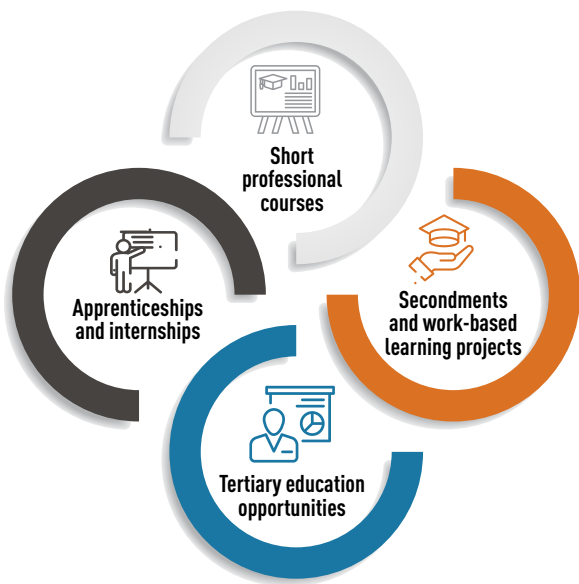 Short
professional
courses
Apprenticeships
and internships
Secondments
and work-based
learning projects
Tertiary education
opportunities